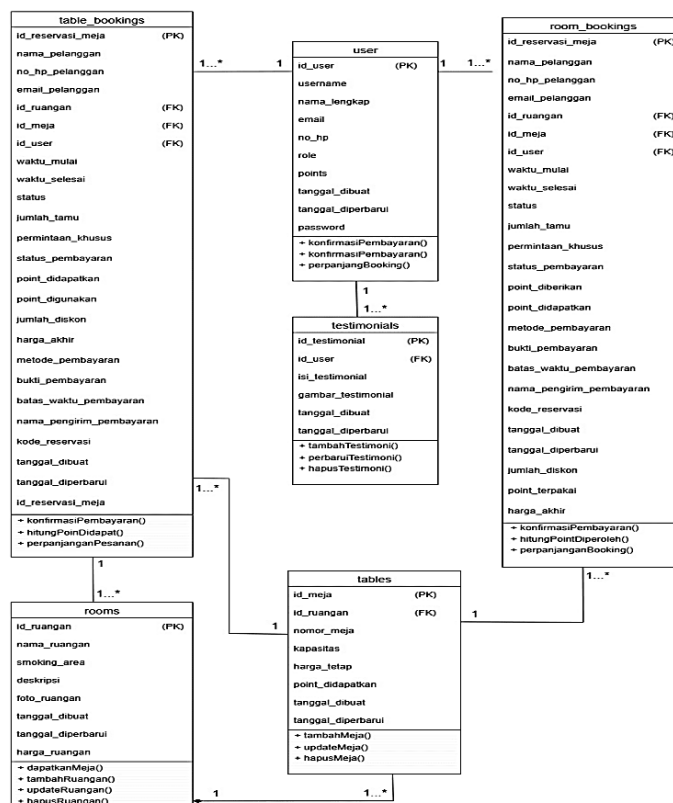 table_bookings
id_reservasi_meja (PK)
nama_pelanggan
no_hp_pelanggan
email_pelanggan
id_ruangan (FK)
id_meja (FK)
id_user (FK)
waktu_mulai
waktu_selesai
status
jumlah_tamu
permintaan_khusus
status_pembayaran
point_didapatkan
point_digunakan
jumlah_diskon
harga_akhir
metode_pembayaran
bukti_pembayaran
batas_waktu_pembayaran
nama_pengirim_pembayaran
kode_reservasi
tanggal_dibuat
tanggal_diperbarui
id_reservasi_meja
+ konfirmasiPembayaran()
+ hitungPoinDidapat()
+ perpanjanganPesanan()
1...*
1
user
id_user (PK)
username
nama_lengkap
email
no_hp
role
points
tanggal_dibuat
tanggal_diperbarui
password
+ konfirmasiPembayaran()
+ konfirmasiPembayaran()
+ perpanjangBooking()
1
1...*
room_bookings
id_reservasi_meja (PK)
nama_pelanggan
no_hp_pelanggan
email_pelanggan
id_ruangan (FK)
id_meja (FK)
id_user (FK)
waktu_mulai
waktu_selesai
status
jumlah_tamu
permintaan_khusus
status_pembayaran
point_diberikan
point_didapatkan
metode_pembayaran
bukti_pembayaran
batas_waktu_pembayaran
nama_pengirim_pembayaran
kode_reservasi
tanggal_dibuat
tanggal_diperbarui
jumlah_diskon
point_terpakai
harga_akhir
+ konfirmasiPembayaran()
+ hitungPointDiperoleh()
+ perpanjanganBooking()
1
1...*
testimonials
id_testimonial (PK)
id_user (FK)
isi_testimonial
gambar_testimonial
tanggal_dibuat
tanggal_diperbarui
+ tambahTestimoni()
+ perbaruiTestimoni()
+ hapusTestimoni()
1...*
1
1...*
1
1...*
1
rooms
id_ruangan (PK)
nama_ruangan
smoking_area
deskripsi
foto_ruangan
tanggal_dibuat
tanggal_diperbarui
harga_ruangan
+ dapatkanMeja()
+ tambahRuangan()
+ updateRuangan()
+ hapusRuangan()
tables
id_meja (PK)
id_ruangan (FK)
nomor_meja
kapasitas
harga_tetap
point_didapatkan
tanggal_dibuat
tanggal_diperbarui
+ tambahMeja()
+ updateMeja()
+ hapusMeja()
1
1...*